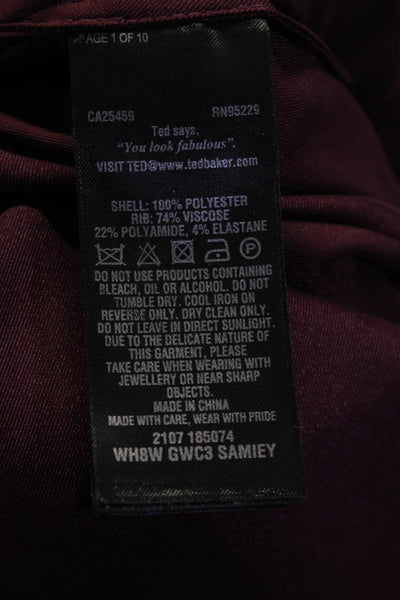 PAGE 1 OF 10
CA25459 RN95229
Ted says,
"You look fabulous".
VISIT TED@www.tedbaker.com
SHELL: 100% POLYESTER
RIB: 74% VISCOSE
22% POLYAMIDE, 4% ELASTANE
P
DO NOT USE PRODUCTS CONTAINING
BLEACH, OIL OR ALCOHOL. DO NOT
TUMBLE DRY. COOL IRON ON
REVERSE ONLY. DRY CLEAN ONLY.
DO NOT LEAVE IN DIRECT SUNLIGHT.
DUE TO THE DELICATE NATURE OF
THIS GARMENT, PLEASE
TAKE CARE WHEN WEARING WITH
JEWELLERY OR NEAR SHARP
OBJECTS.
MADE IN CHINA
MADE WITH CARE, WEAR WITH PRIDE
2107 185074
WH8W GWC3 SAMIEY